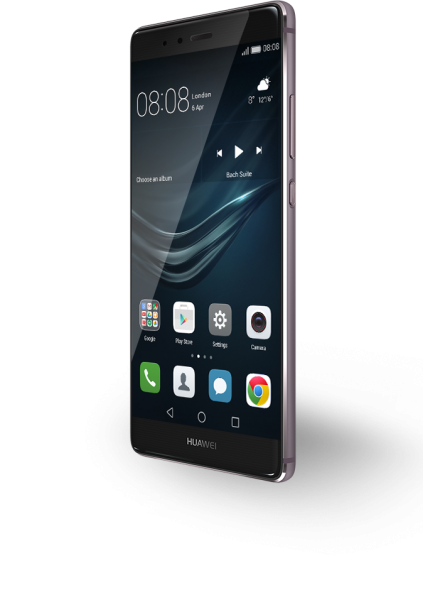 08:08
08:08
London
6 Apr
8° 12°/6°
Bach Suite
Choose an album
Google
Play Store
Settings
Camera
HUAWEI